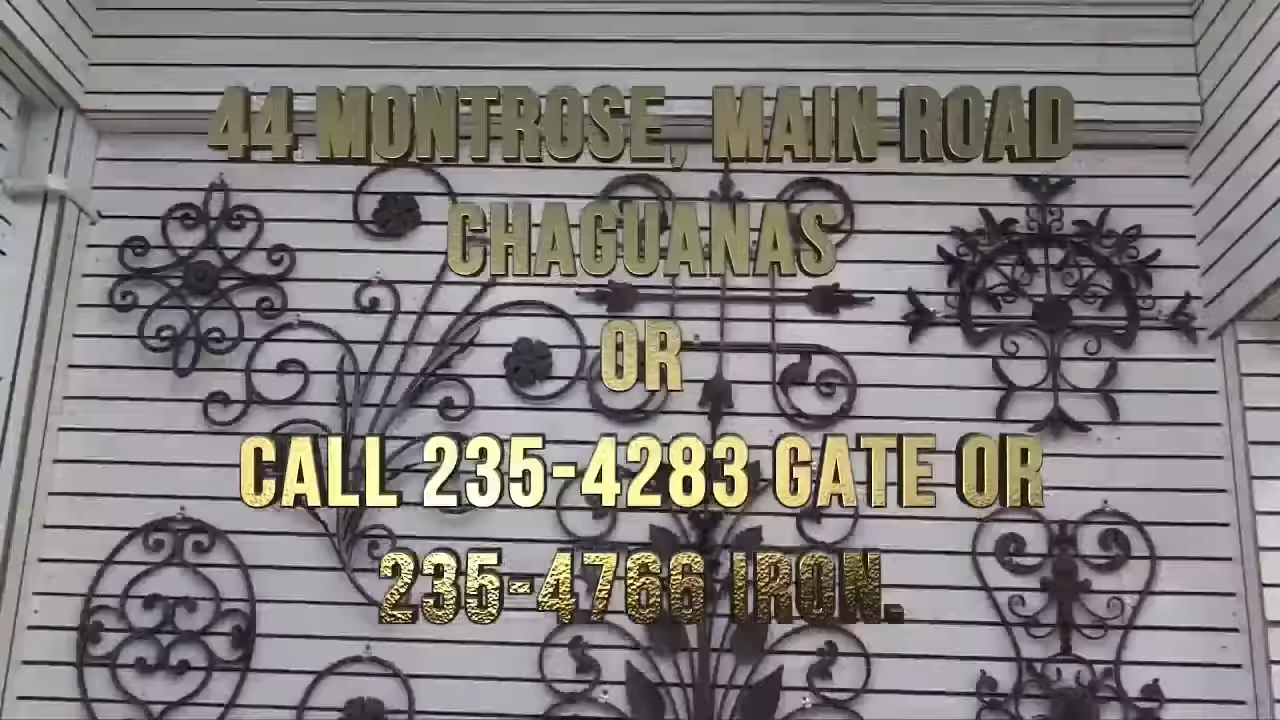 44 MONTROSE, MAIN ROAD
CHAGUANAS
OR
CALL 235-4283 GATE OR
235-4766 IRON.